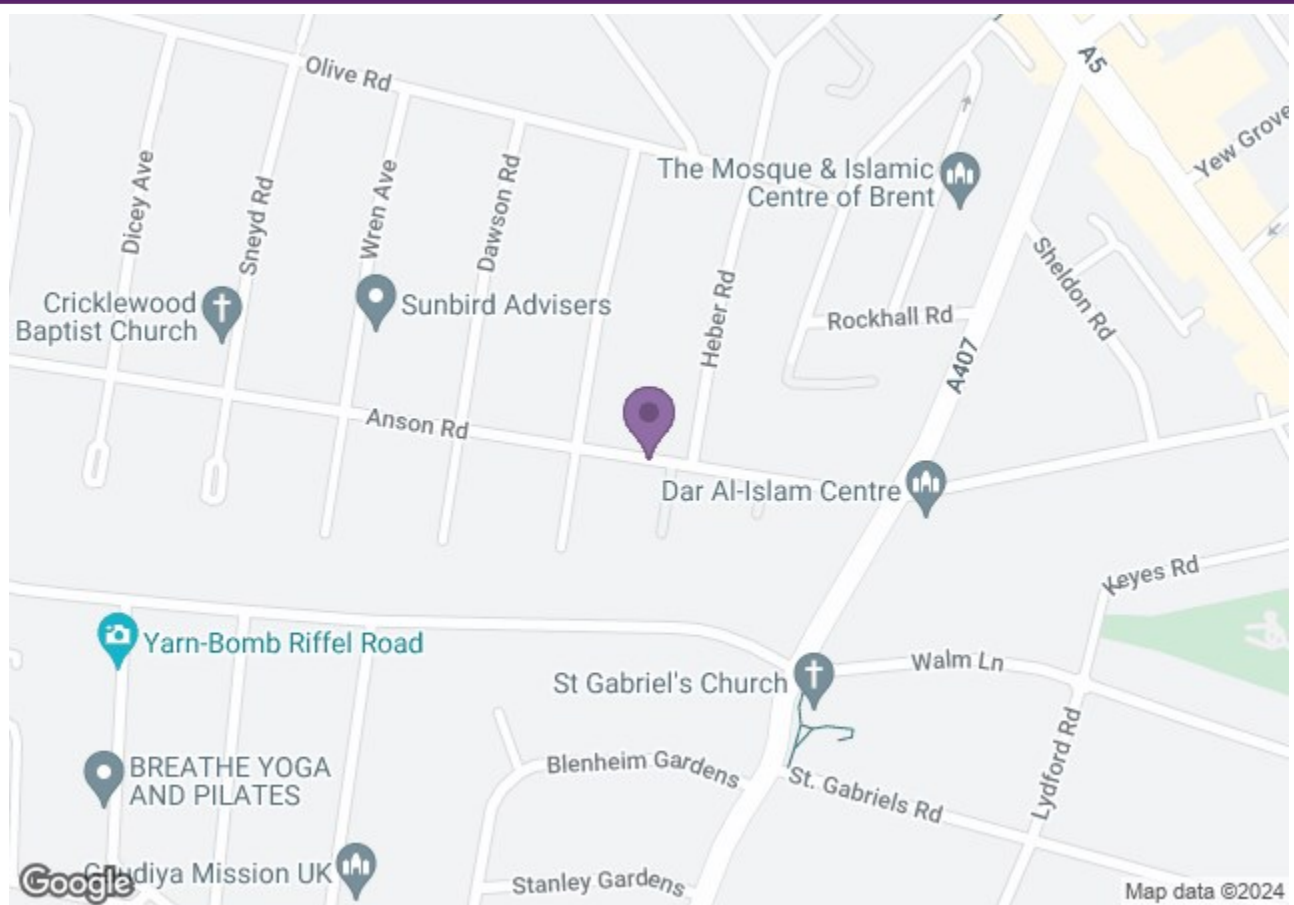 Olive Rd
A5
Yew Grove
The Mosque & Islamic
Centre of Brent
Dicey Ave
Sneyd Rd
Wren Ave
Dawson Rd
Heber Rd
Sheldon Rd
Cricklewood
Baptist Church
Sunbird Advisers
Rockhall Rd
A407
Anson Rd
Dar Al-Islam Centre
Keyes Rd
Yarn-Bomb Riffel Road
Walm Ln
St Gabriel's Church
Lydford Rd
BREATHE YOGA
AND PILATES
Blenheim Gardens
St. Gabriels Rd
Mission UK
Stanley Gardens
Google
Map data ©2024